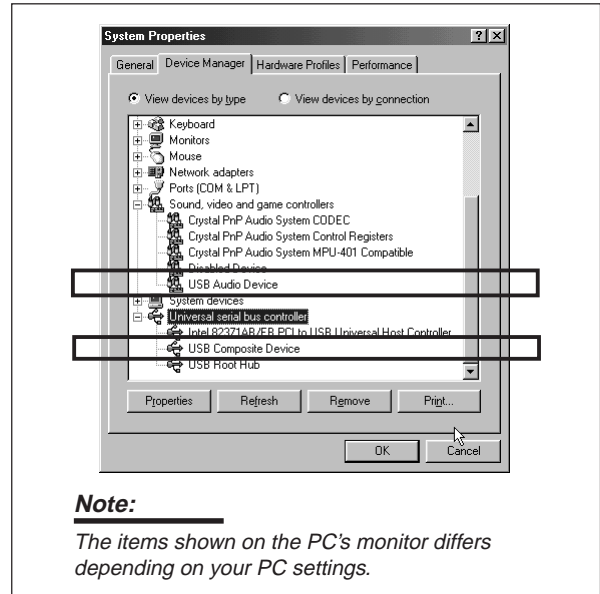 System Properties
General Device Manager Hardware Profiles Performance
View devices by type View devices by connection
Keyboard
Monitors
Mouse
Network adapters
Ports (COM & LPT)
Sound, video and game controllers
Crystal PnP Audio System CODEC
Crystal PnP Audio System Control Registers
Crystal PnP Audio System MPU-401 Compatible
Disabled Device
USB Audio Device
System devices
Universal serial bus controller
Intel 82371AB/EB PCI to USB Universal Host Controller
USB Composite Device
USB Root Hub
Properties Refresh Remove Print...
OK Cancel
Note:
The items shown on the PC's monitor differs
depending on your PC settings.